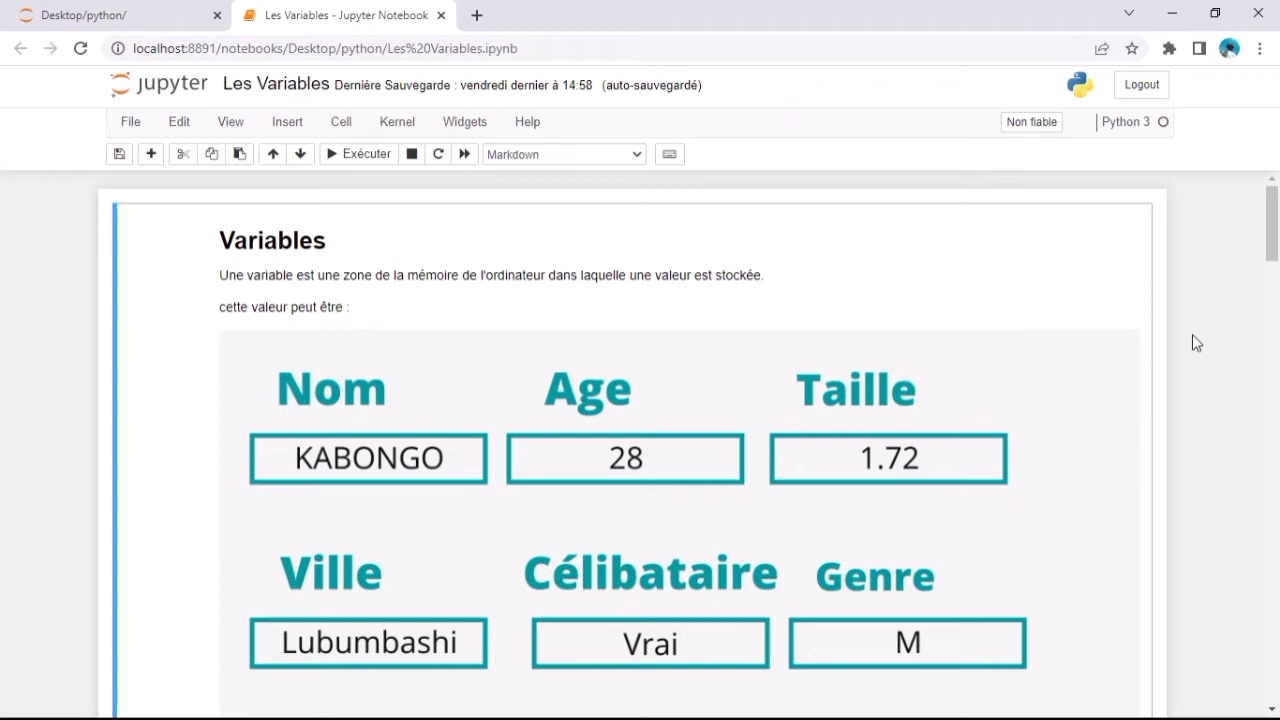 Desktop/python/
Les Variables - Jupyter Notebook
localhost:8891/notebooks/Desktop/python/Les%20Variables.ipynb
jupyter Les Variables Dernière Sauvegarde : vendredi dernier à 14:58 (auto-sauvegardé)
Logout
File Edit View Insert Cell Kernel Widgets Help
Non fiable
Python 3
Exécuter
Markdown
Variables
Une variable est une zone de la mémoire de l'ordinateur dans laquelle une valeur est stockée.
cette valeur peut être :
Nom Age Taille
KABONGO 28 1.72
Ville Célibataire Genre
Lubumbashi Vrai M